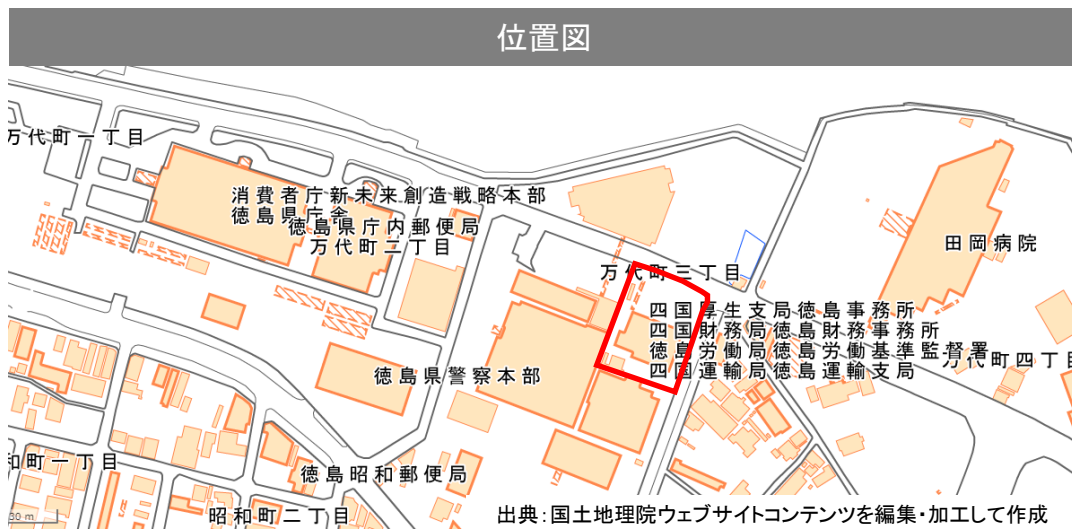 位置図
万代町一丁目
消費者庁新未来創造戦略本部
徳島県庁舎
徳島県庁内郵便局
万代町二丁目
田岡病院
万代町三丁目
四国厚生支局徳島事務所
四国財務局徳島財務事務所
徳島労働局徳島労働基準監督署
四国運輸局徳島運輸支局
万代町四丁目
徳島県警察本部
和町一丁目
徳島昭和郵便局
昭和町二丁目
30 m
出典:国土地理院ウェブサイトコンテンツを編集・加工して作成